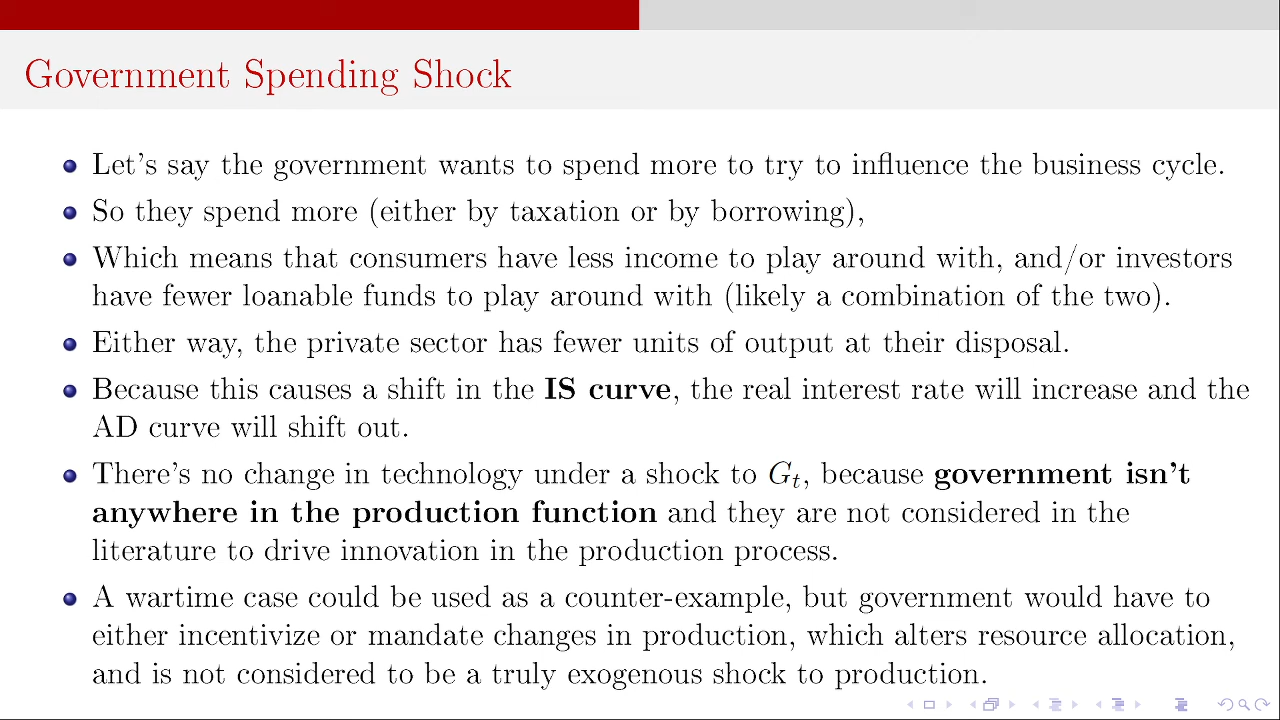 Government Spending Shock
Let's say the government wants to spend more to try to influence the business cycle.
So they spend more (either by taxation or by borrowing),
Which means that consumers have less income to play around with, and/or investors
have fewer loanable funds to play around with (likely a combination of the two).
Either way, the private sector has fewer units of output at their disposal.
Because this causes a shift in the IS curve, the real interest rate will increase and the
AD curve will shift out.
There's no change in technology under a shock to Gₜ, because government isn't
anywhere in the production function and they are not considered in the
literature to drive innovation in the production process.
A wartime case could be used as a counter-example, but government would have to
either incentivize or mandate changes in production, which alters resource allocation,
and is not considered to be a truly exogenous shock to production.